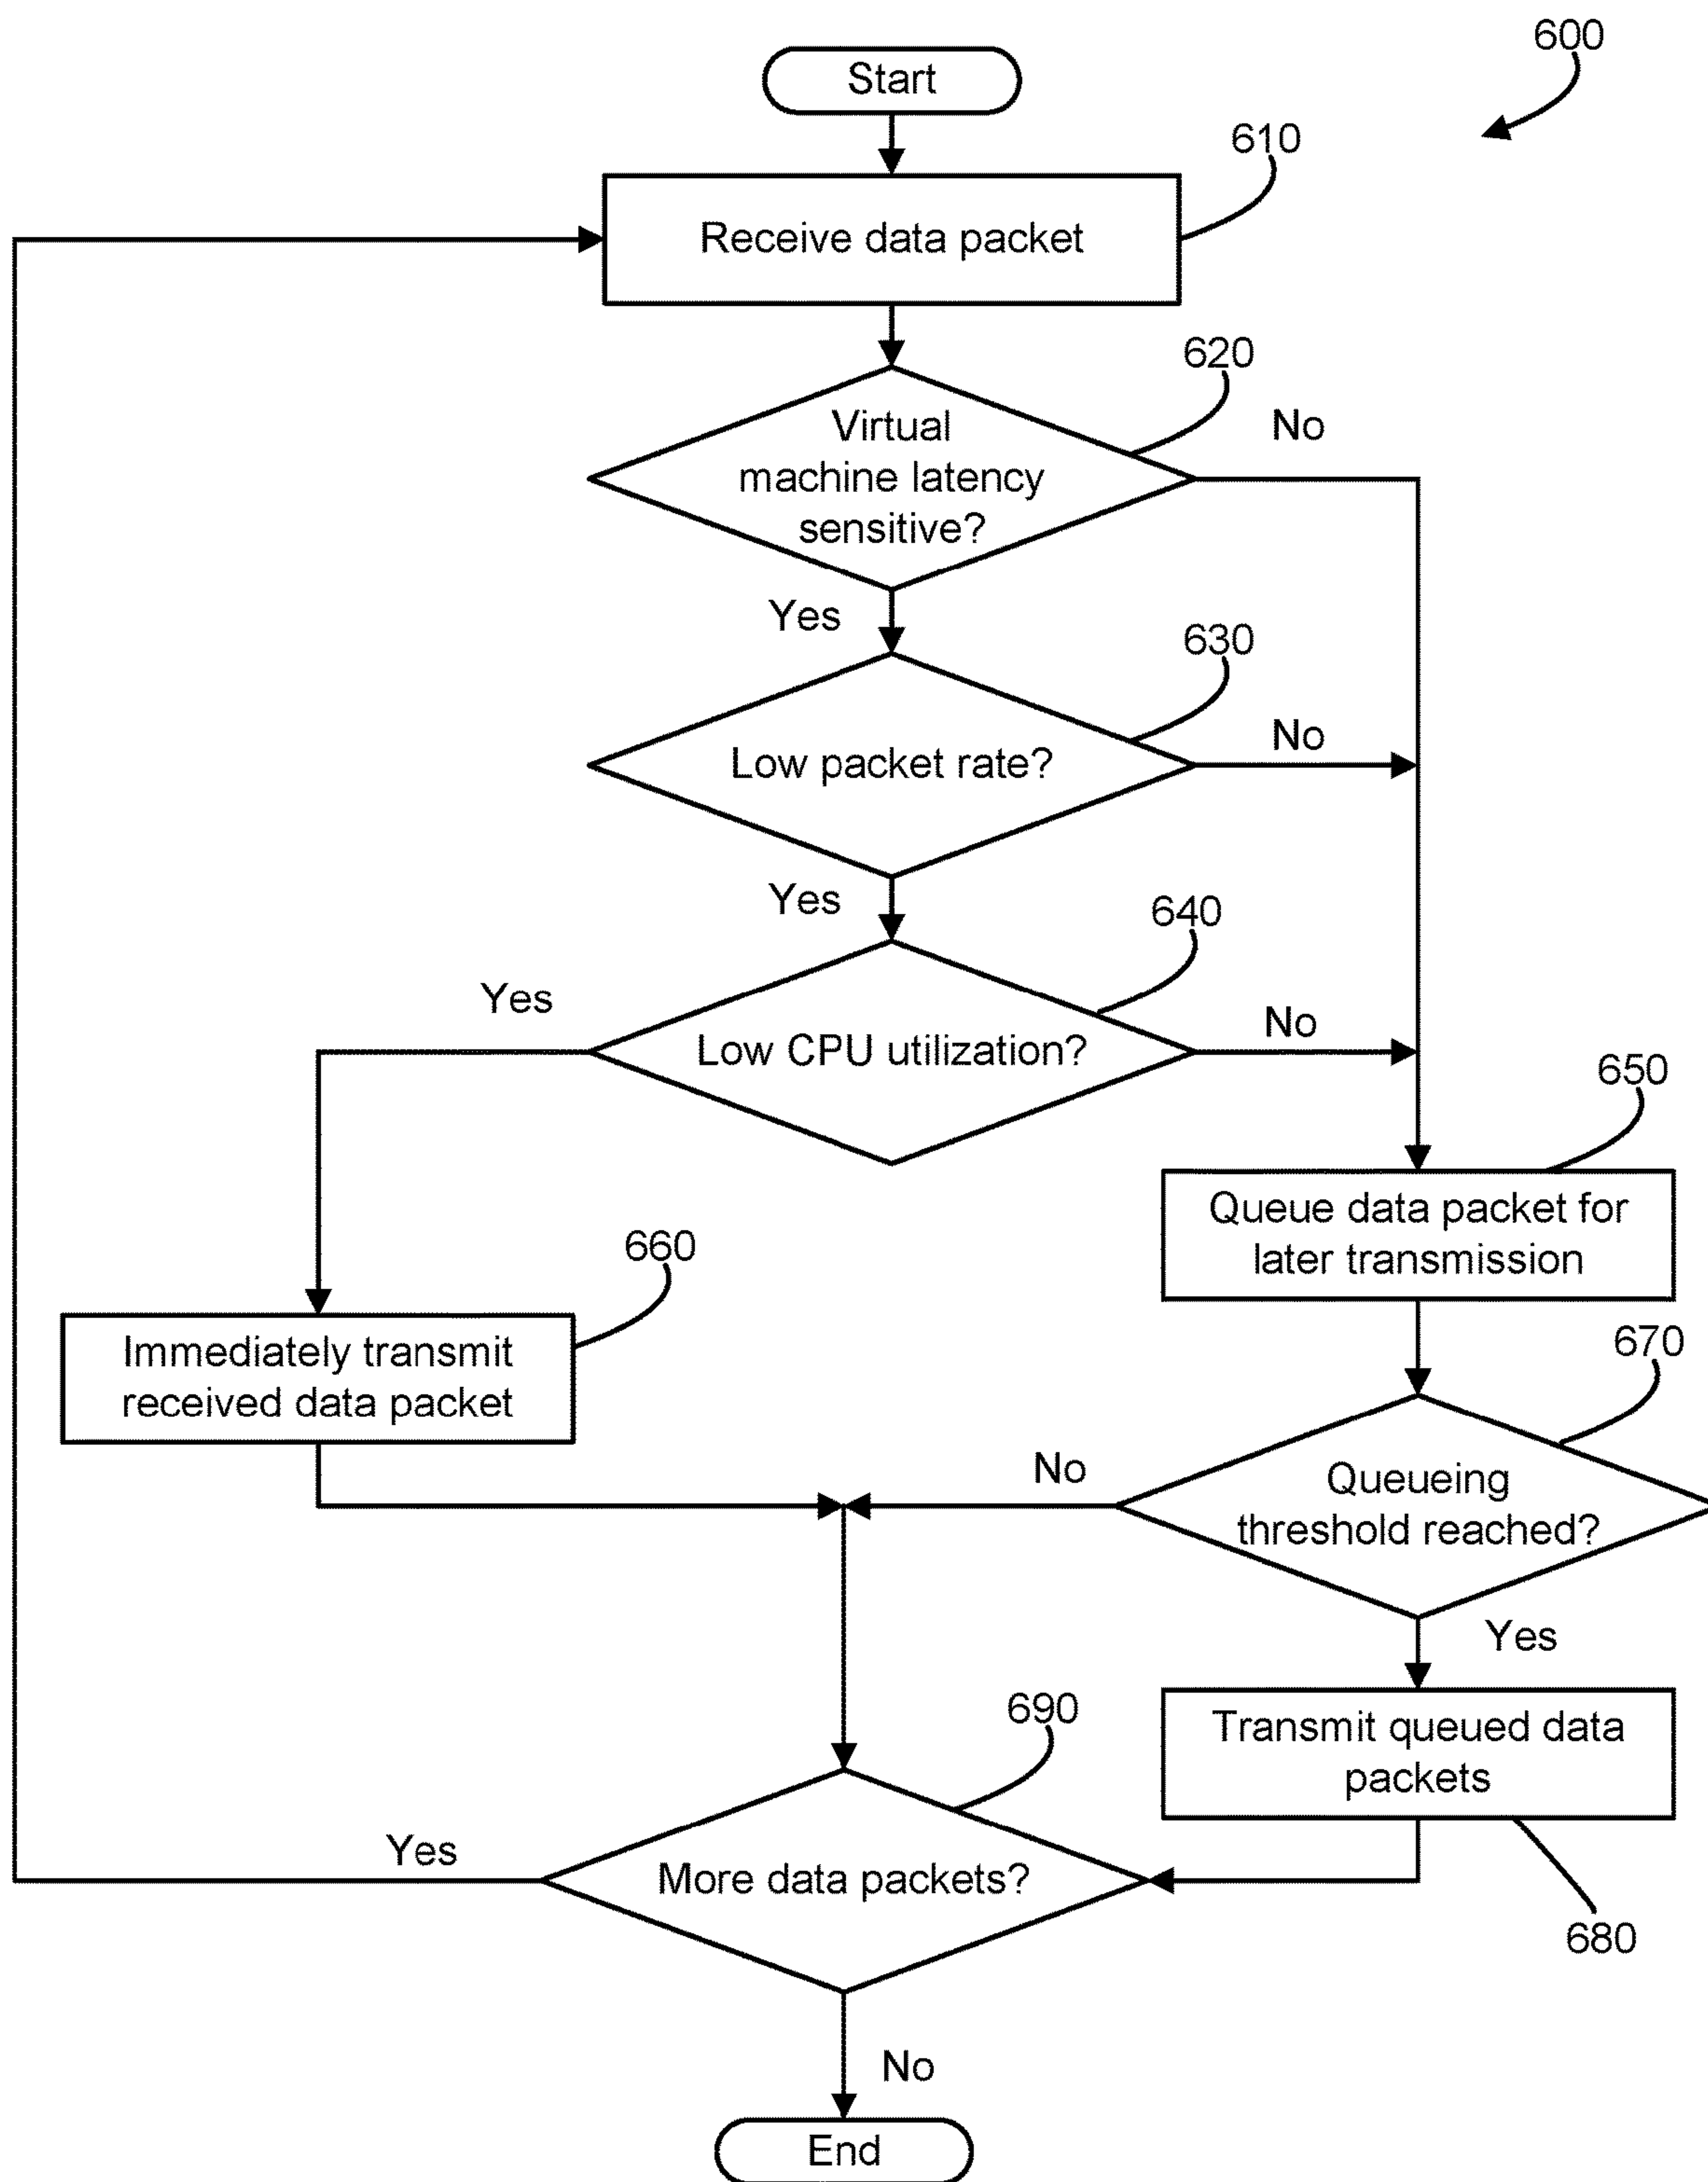 600
Start
610
Receive data packet
620
No
Virtual
machine latency
sensitive?
Yes
630
No
Low packet rate?
Yes
640
Yes
No
Low CPU utilization?
650
Queue data packet for
later transmission
660
Immediately transmit
received data packet
670
No
Queueing
threshold reached?
Yes
690
Transmit queued data
packets
Yes
More data packets?
680
No
End